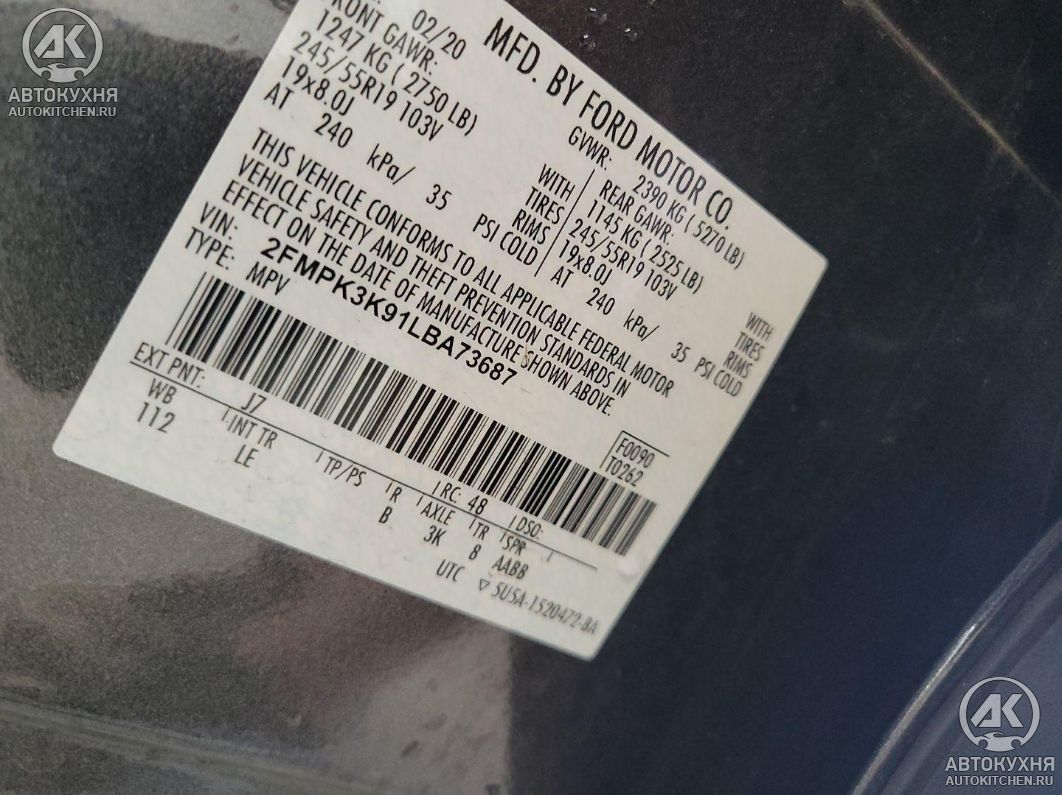 АВТОКУХНЯ
AUTOKITCHEN.RU
MFD. BY FORD MOTOR CO.
02/20
GVWR: 2390 KG ( 5270 LB)
RONT GAWR:
1247 KG ( 2750 LB)
245/55R19 103V
19x8.0J
AT 240 kPa/ 35 PSI COLD
WITH
TIRES
RIMS
REAR GAWR:
1145 KG ( 2525 LB)
245/55R19 103V
19x8.0J
AT 240 kPa/ 35 PSI COLD
WITH
TIRES
RIMS
THIS VEHICLE CONFORMS TO ALL APPLICABLE FEDERAL MOTOR
VEHICLE SAFETY AND THEFT PREVENTION STANDARDS IN
EFFECT ON THE DATE OF MANUFACTURE SHOWN ABOVE.
VIN: 2FMPK3K91LBA73687
TYPE: MPV
F0090
T0262
EXT PNT: J7 RC: 48 DSO:
WB INT TR TP/PS R AXLE TR SPR
112 LE B 3K 8 AABB
UTC ▽ 5U5A-1520472-BA
АВТОКУХНЯ
AUTOKITCHEN.RU